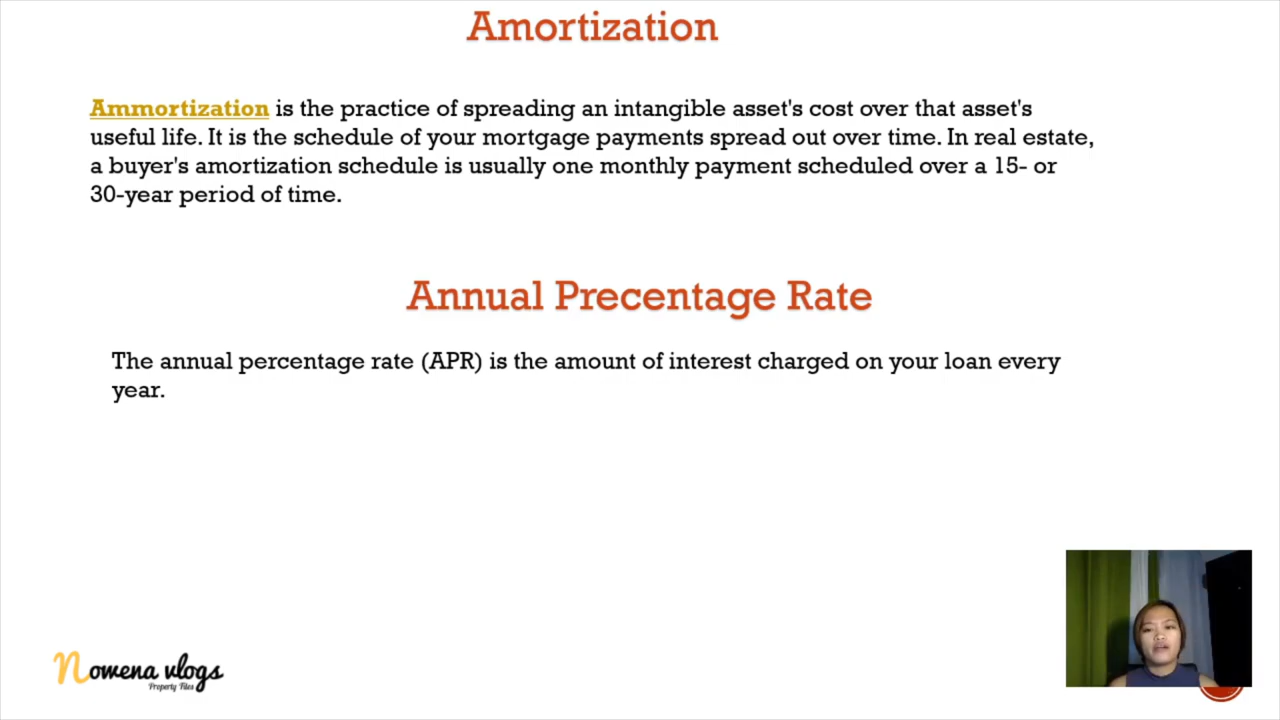 Amortization
Ammortization is the practice of spreading an intangible asset's cost over that asset's
useful life. It is the schedule of your mortgage payments spread out over time. In real estate,
a buyer's amortization schedule is usually one monthly payment scheduled over a 15- or
30-year period of time.
Annual Precentage Rate
The annual percentage rate (APR) is the amount of interest charged on your loan every
year.
nowena vlogs
Property Files